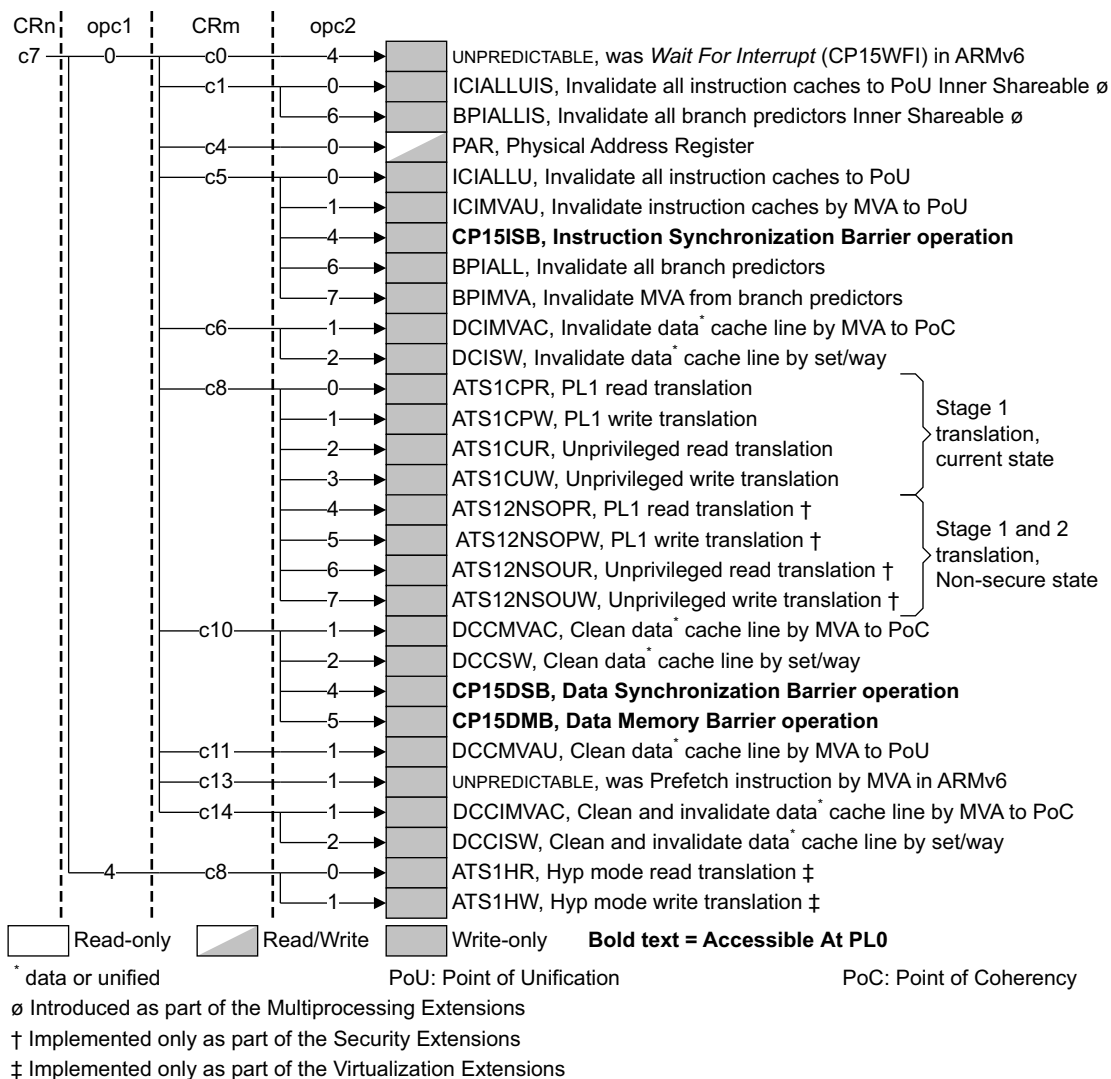 CRn opc1 CRm opc2
c7 0 c0 4 UNPREDICTABLE, was Wait For Interrupt (CP15WFI) in ARMv6
c1 0 ICIALLUIS, Invalidate all instruction caches to PoU Inner Shareable ø
6 BPIALLIS, Invalidate all branch predictors Inner Shareable ø
c4 0 PAR, Physical Address Register
c5 0 ICIALLU, Invalidate all instruction caches to PoU
1 ICIMVAU, Invalidate instruction caches by MVA to PoU
4 CP15ISB, Instruction Synchronization Barrier operation
6 BPIALL, Invalidate all branch predictors
7 BPIMVA, Invalidate MVA from branch predictors
c6 1 DCIMVAC, Invalidate data* cache line by MVA to PoC
2 DCISW, Invalidate data* cache line by set/way
c8 0 ATS1CPR, PL1 read translation
1 ATS1CPW, PL1 write translation
2 ATS1CUR, Unprivileged read translation
3 ATS1CUW, Unprivileged write translation
Stage 1
translation,
current state
4 ATS12NSOPR, PL1 read translation †
5 ATS12NSOPW, PL1 write translation †
6 ATS12NSOUR, Unprivileged read translation †
7 ATS12NSOUW, Unprivileged write translation †
Stage 1 and 2
translation,
Non-secure state
c10 1 DCCMVAC, Clean data* cache line by MVA to PoC
2 DCCSW, Clean data* cache line by set/way
4 CP15DSB, Data Synchronization Barrier operation
5 CP15DMB, Data Memory Barrier operation
c11 1 DCCMVAU, Clean data* cache line by MVA to PoU
c13 1 UNPREDICTABLE, was Prefetch instruction by MVA in ARMv6
c14 1 DCCIMVAC, Clean and invalidate data* cache line by MVA to PoC
2 DCCISW, Clean and invalidate data* cache line by set/way
4 c8 0 ATS1HR, Hyp mode read translation ‡
1 ATS1HW, Hyp mode write translation ‡
Read-only Read/Write Write-only Bold text = Accessible At PL0
* data or unified PoU: Point of Unification PoC: Point of Coherency
ø Introduced as part of the Multiprocessing Extensions
† Implemented only as part of the Security Extensions
‡ Implemented only as part of the Virtualization Extensions